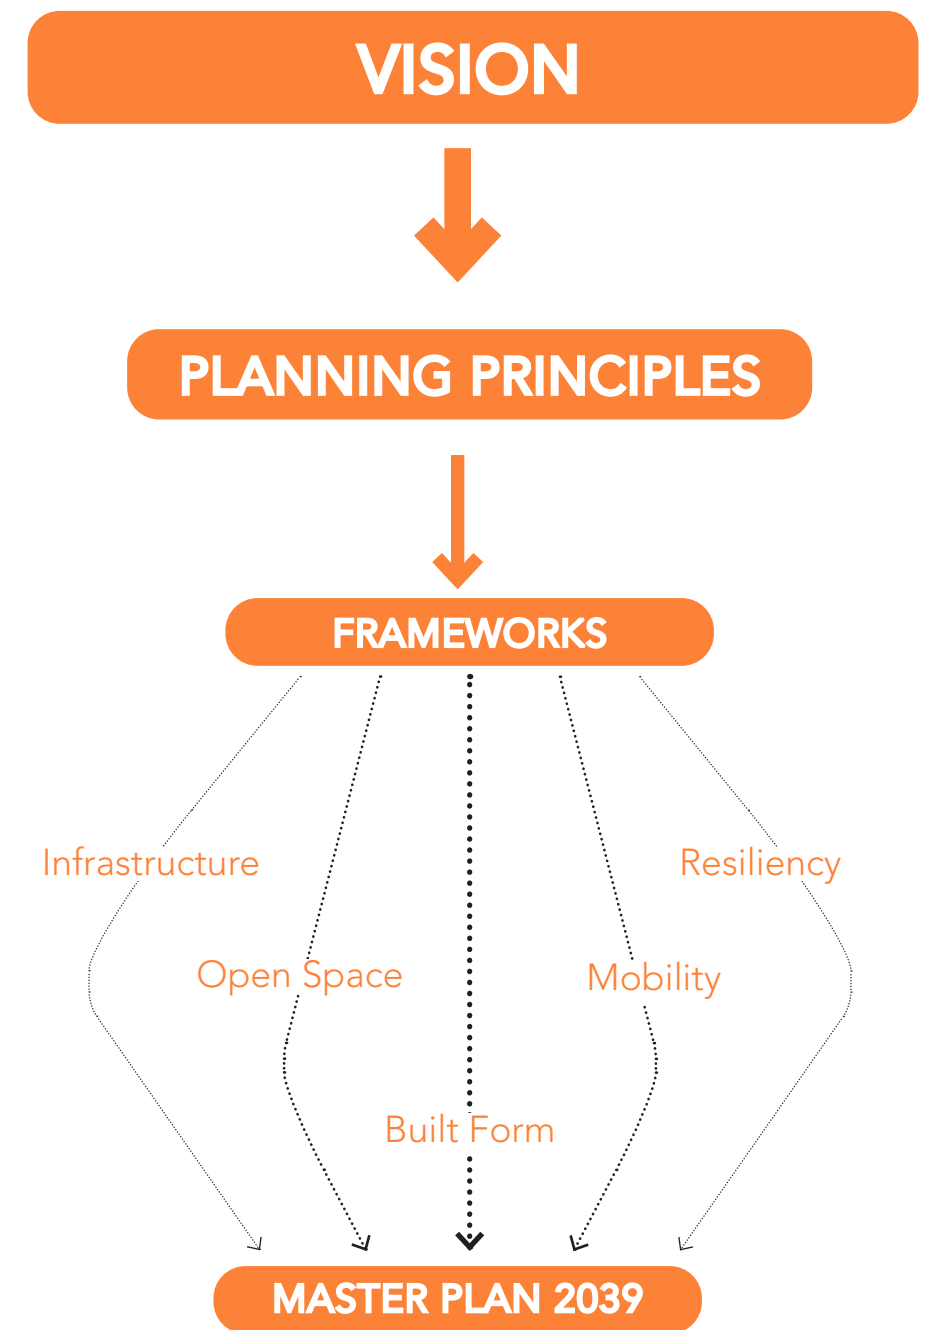 VISION
PLANNING PRINCIPLES
FRAMEWORKS
Infrastructure
Resiliency
Open Space
Mobility
Built Form
MASTER PLAN 2039